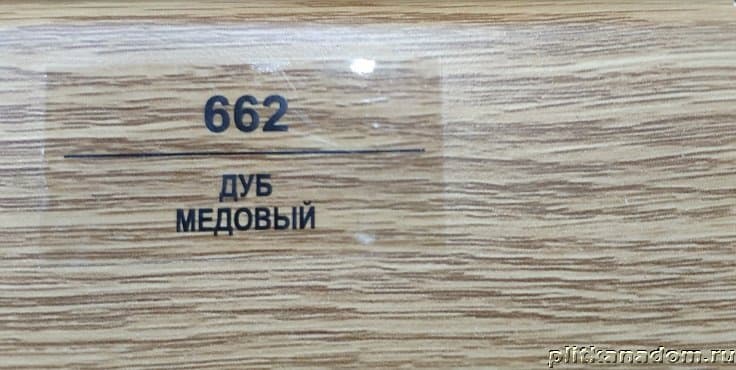 662
ДУБ
МЕДОВЫЙ
plitkanadom.ru